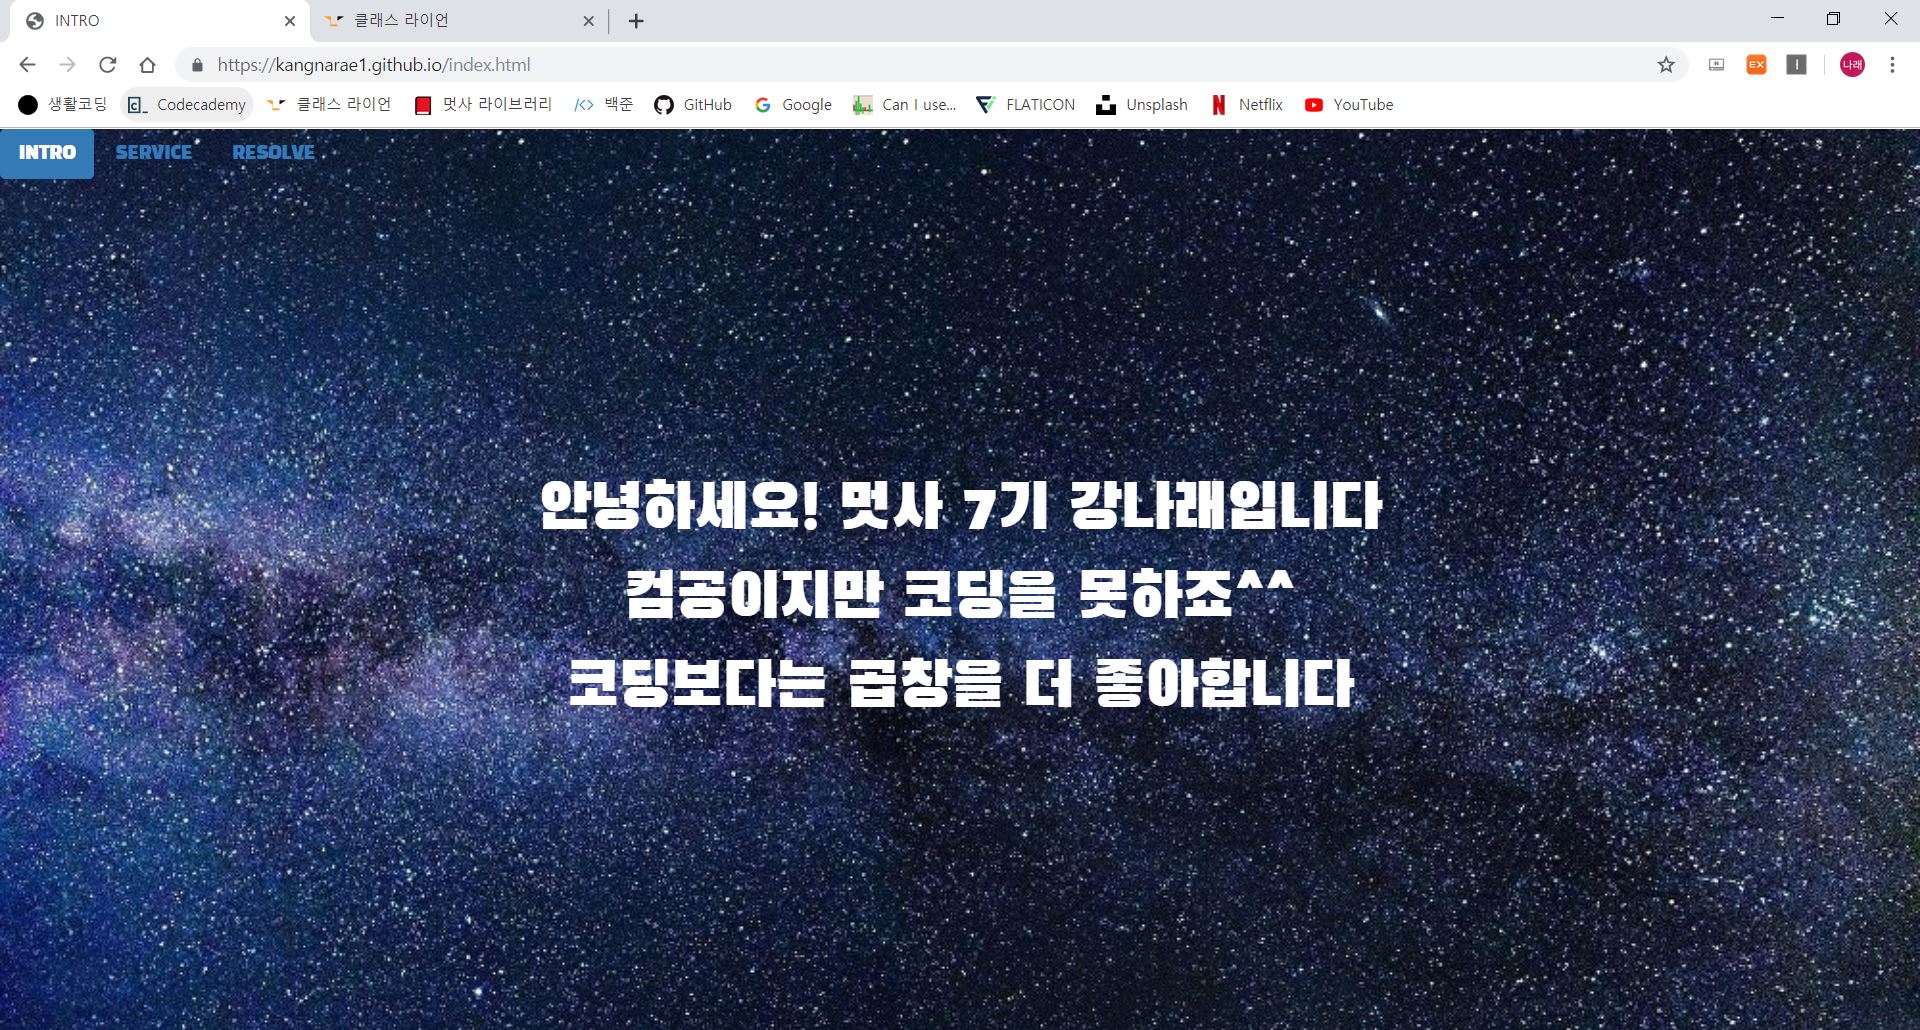 INTRO
클래스 라이언
https://kangnarae1.github.io/index.html
EX
나래
생활코딩
Codecademy
클래스 라이언
멋사 라이브러리
백준
GitHub
Google
Can I use...
FLATICON
Unsplash
Netflix
YouTube
INTRO
SERVICE
RESOLVE
안녕하세요! 멋사 7기 강나래입니다
컴공이지만 코딩을 못하죠^^
코딩보다는 곱창을 더 좋아합니다